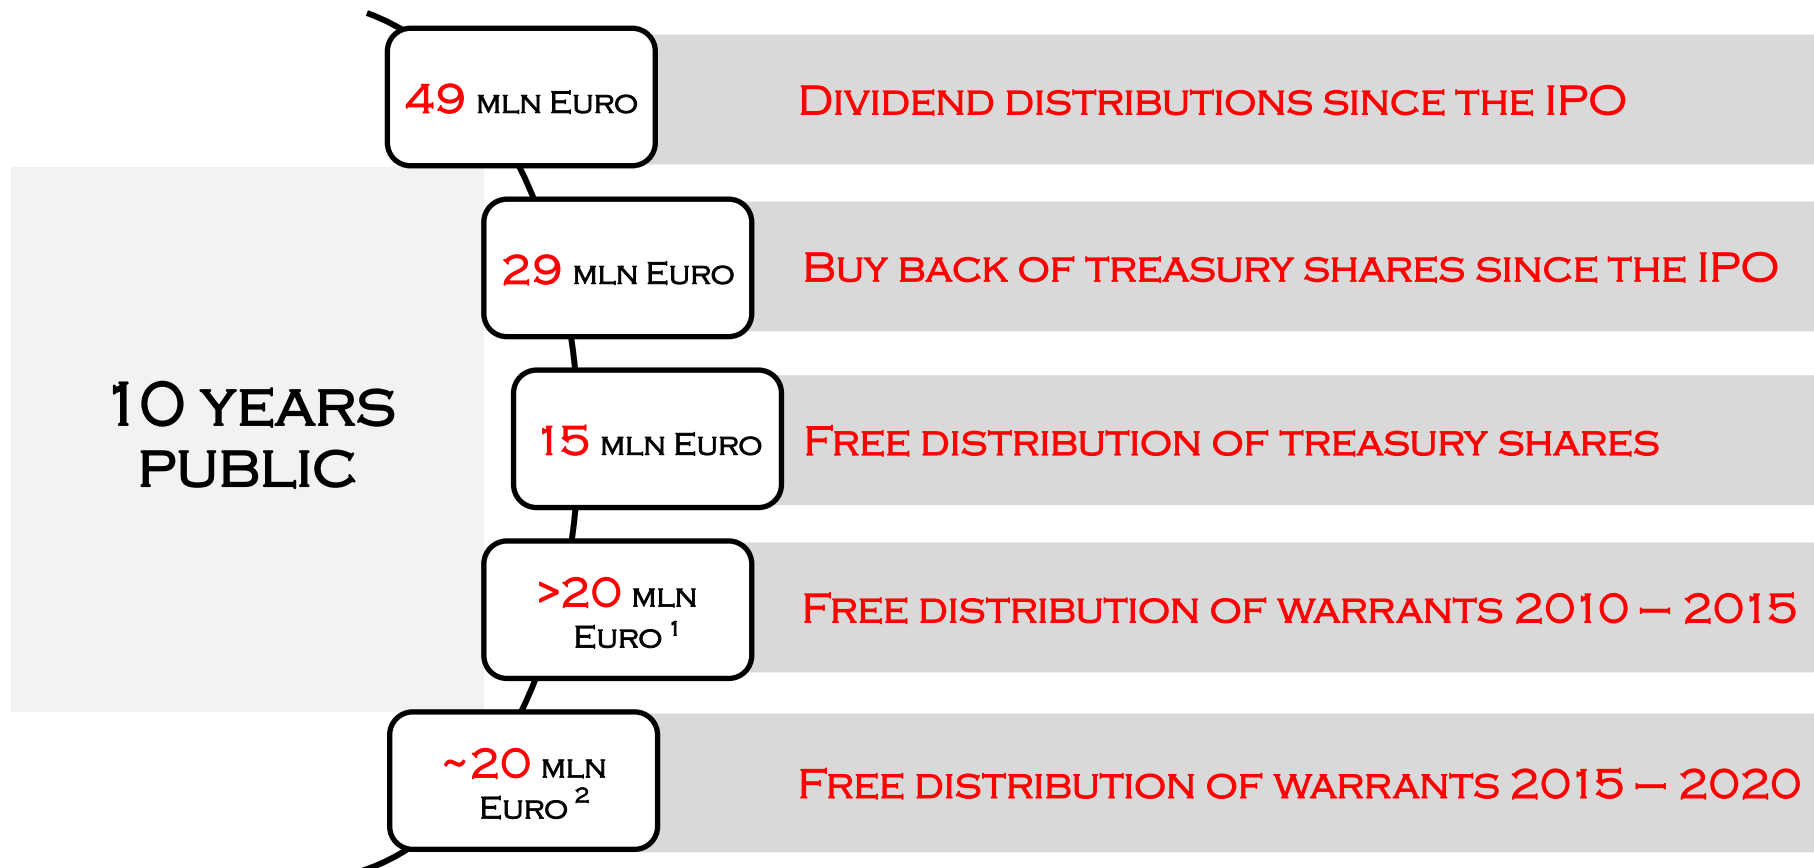 49 MLN EURO
DIVIDEND DISTRIBUTIONS SINCE THE IPO
29 MLN EURO
BUY BACK OF TREASURY SHARES SINCE THE IPO
10 YEARS
PUBLIC
15 MLN EURO
FREE DISTRIBUTION OF TREASURY SHARES
>20 MLN
EURO 1
FREE DISTRIBUTION OF WARRANTS 2010 – 2015
~20 MLN
EURO 2
FREE DISTRIBUTION OF WARRANTS 2015 – 2020